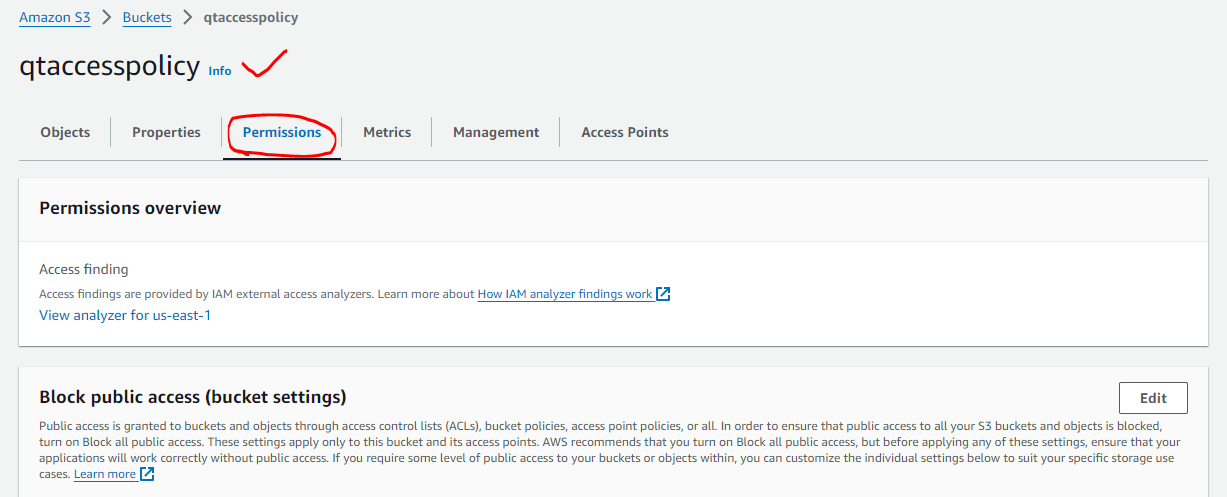 Amazon S3 > Buckets > qtaccesspolicy
qtaccesspolicy Info
Objects Properties Permissions Metrics Management Access Points
Permissions overview
Access finding
Access findings are provided by IAM external access analyzers. Learn more about How IAM analyzer findings work
View analyzer for us-east-1
Block public access (bucket settings) Edit
Public access is granted to buckets and objects through access control lists (ACLs), bucket policies, access point policies, or all. In order to ensure that public access to all your S3 buckets and objects is blocked,
turn on Block all public access. These settings apply only to this bucket and its access points. AWS recommends that you turn on Block all public access, but before applying any of these settings, ensure that your
applications will work correctly without public access. If you require some level of public access to your buckets or objects within, you can customize the individual settings below to suit your specific storage use
cases. Learn more